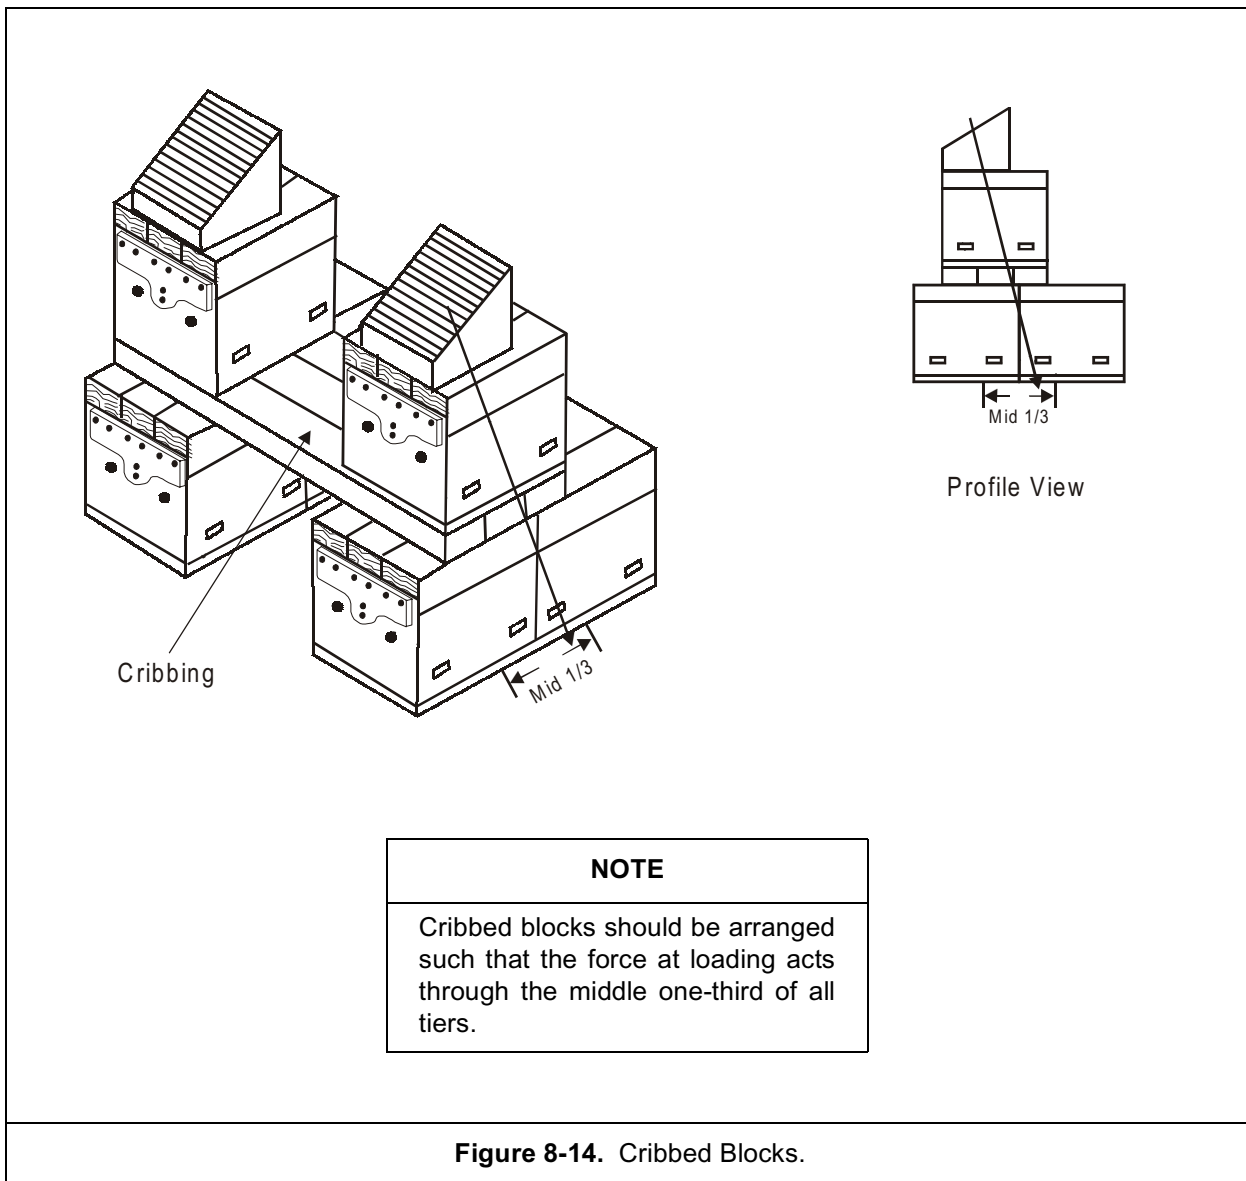 Mid 1/3
Profile View
Cribbing
Mid 1/3
NOTE
Cribbed blocks should be arranged
such that the force at loading acts
through the middle one-third of all
tiers.
Figure 8-14. Cribbed Blocks.